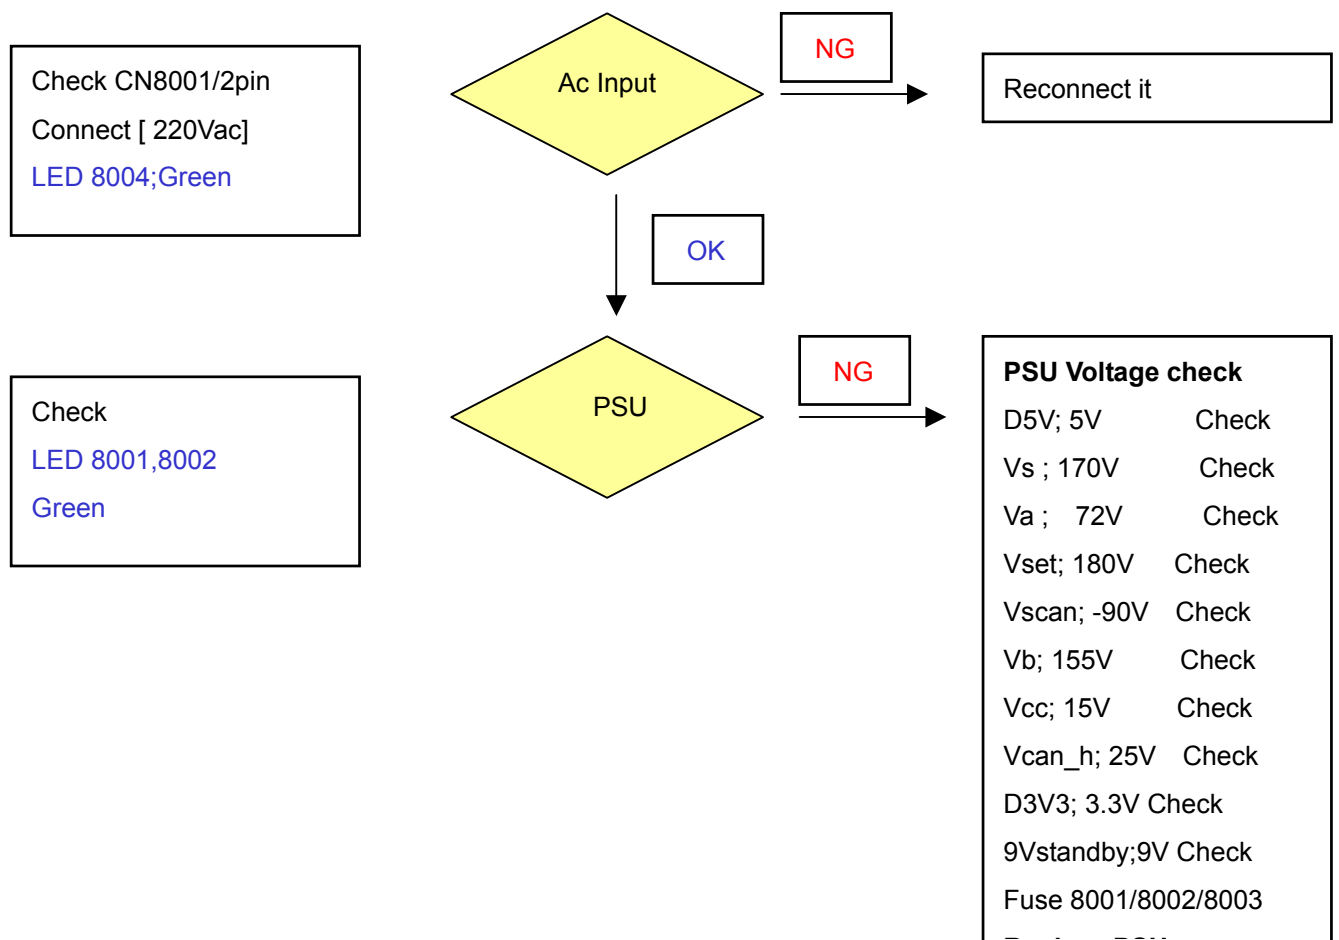 Check CN8001/2pin
Connect [ 220Vac]
LED 8004;Green
Ac Input
NG
Reconnect it
OK
Check
LED 8001,8002
Green
PSU
NG
PSU Voltage check
D5V; 5V Check
Vs ; 170V Check
Va ; 72V Check
Vset; 180V Check
Vscan; -90V Check
Vb; 155V Check
Vcc; 15V Check
Vcan_h; 25V Check
D3V3; 3.3V Check
9Vstandby;9V Check
Fuse 8001/8002/8003